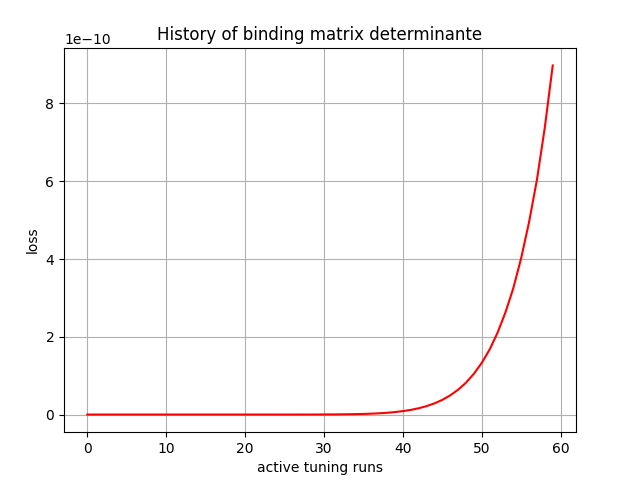 History of binding matrix determinante
1e−10
8
6
4
2
0
loss
0 10 20 30 40 50 60
active tuning runs